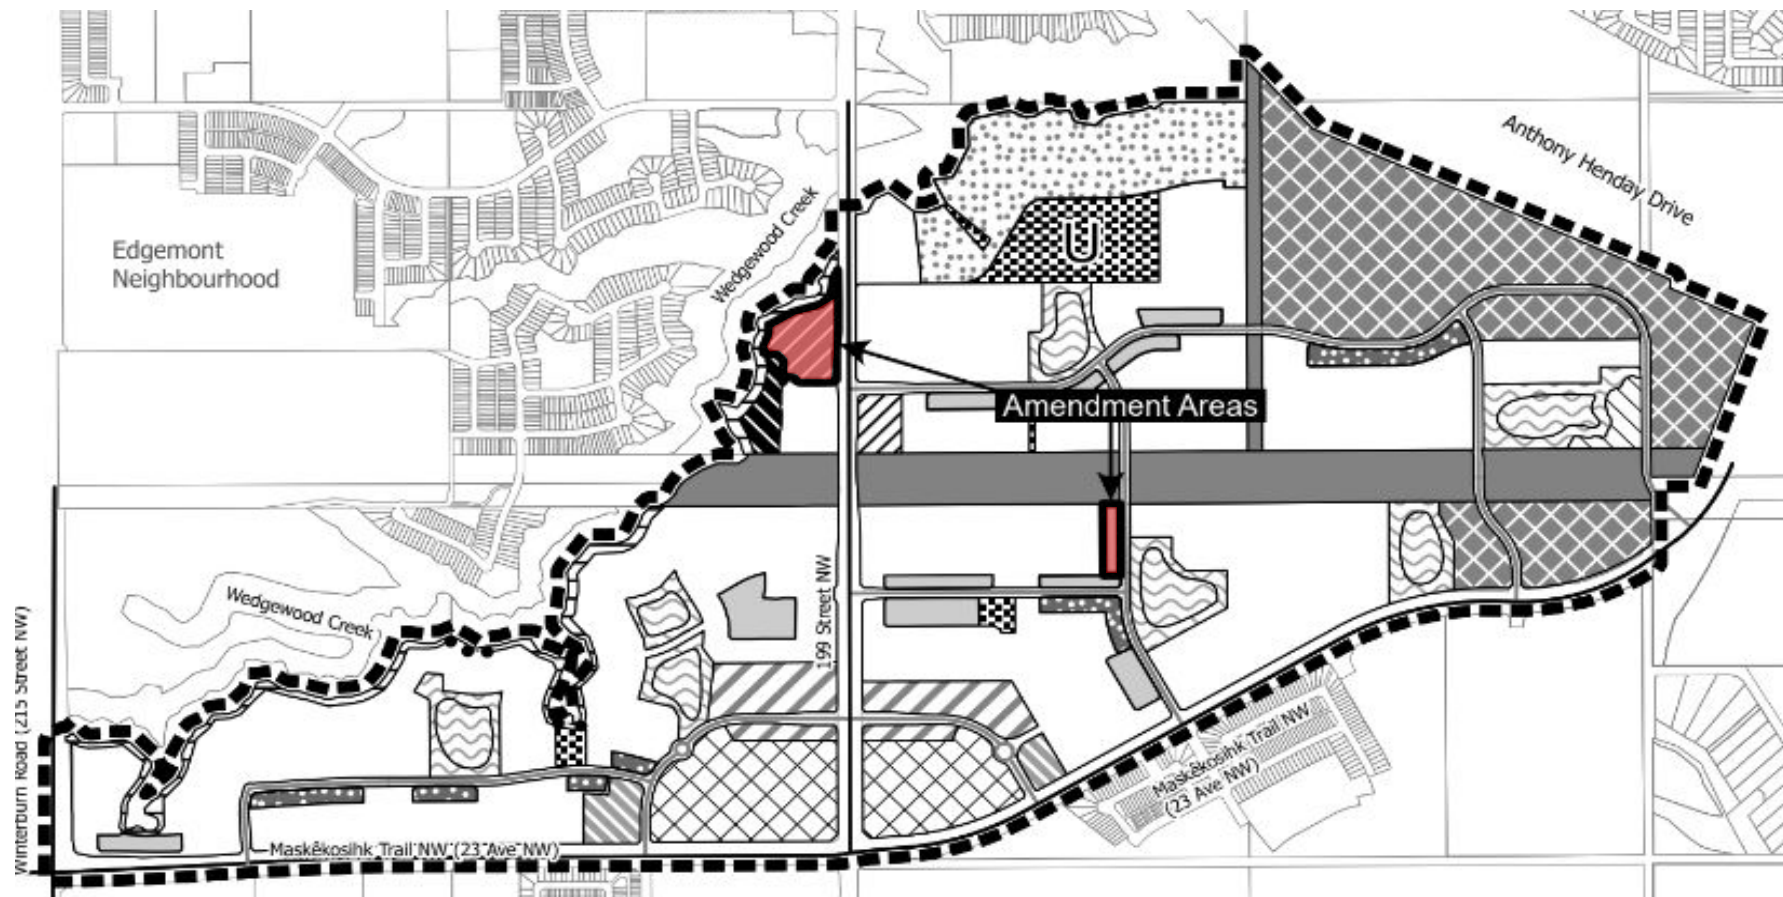 Anthony Henday Drive
Wedgewood Creek
U
Edgemont
Neighbourhood
Amendment Areas
199 Street NW
Wedgewood Creek
Winterburn Road (215 Street NW)
Maskêkosihk Trail NW
(23 Ave NW)
Maskêkosihk Trail NW (23 Ave NW)